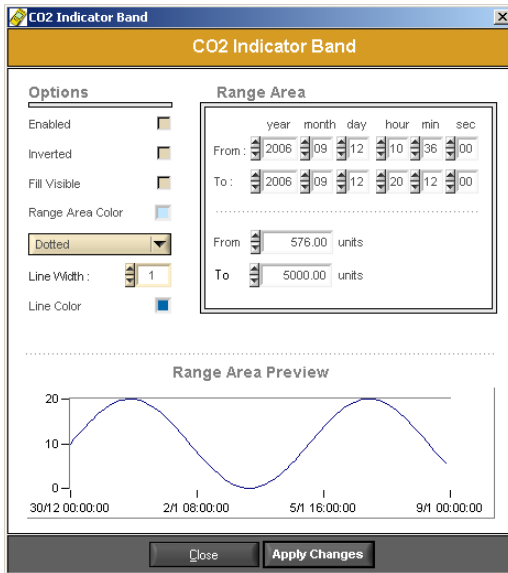 CO2 Indicator Band
CO2 Indicator Band
Options
Enabled
Inverted
Fill Visible
Range Area Color
Dotted
Line Width : 1
Line Color
Range Area
year month day hour min sec
From : 2006 09 12 10 36 00
To : 2006 09 12 20 12 00
From 576.00 units
To 5000.00 units
Range Area Preview
20
10
0
30/12 00:00:00 2/1 08:00:00 5/1 16:00:00 9/1 00:00:00
Close Apply Changes